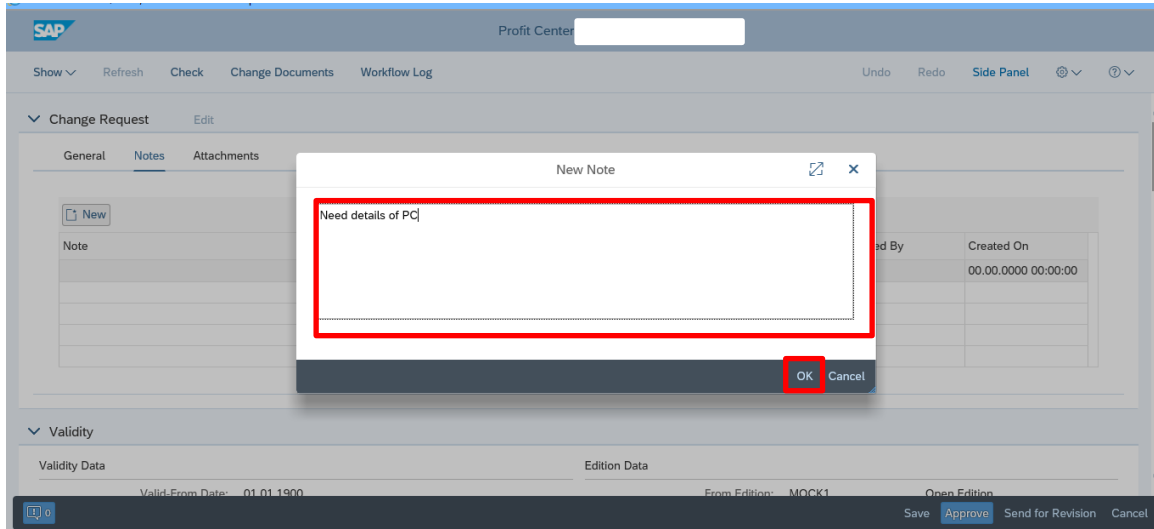 SAP
Profit Center
Show Refresh Check Change Documents Workflow Log Undo Redo Side Panel
Change Request Edit
General Notes Attachments
New Note
New
Need details of PC
Note ed By Created On
00.00.0000 00:00:00
OK Cancel
Validity
Validity Data Edition Data
Valid-From Date: 01.01.1900 From Edition: MOCK1 Open Edition
0 Save Approve Send for Revision Cancel